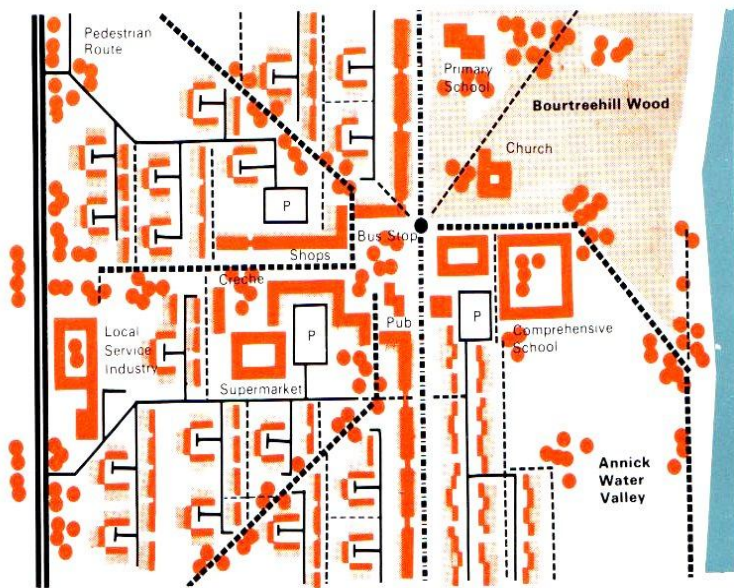 Pedestrian
Route
Primary
School
Bourtreehill Wood
Church
P
Bus Stop
Shops
Creche
Local
Service
Industry
P
Pub
P
Comprehensive
School
Supermarket
Annick
Water
Valley